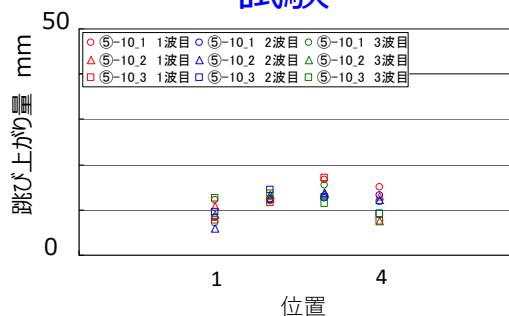 試験
50
⑤-10_1 1波目 ⑤-10_1 2波目 ⑤-10_1 3波目
⑤-10_2 1波目 ⑤-10_2 2波目 ⑤-10_2 3波目
⑤-10_3 1波目 ⑤-10_3 2波目 ⑤-10_3 3波目
跳び上がり量 mm
0
1 4
位置